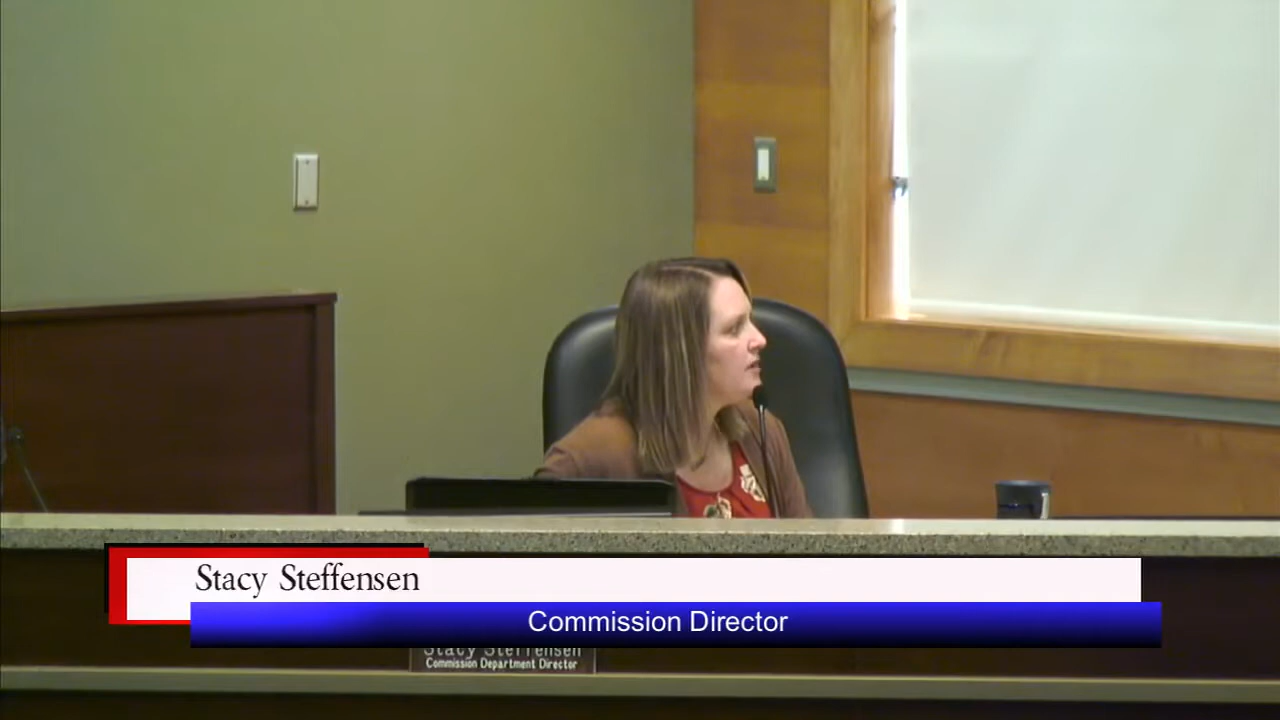 Stacy Steffensen
Commission Director
Stacy Steffensen
Commission Department Director